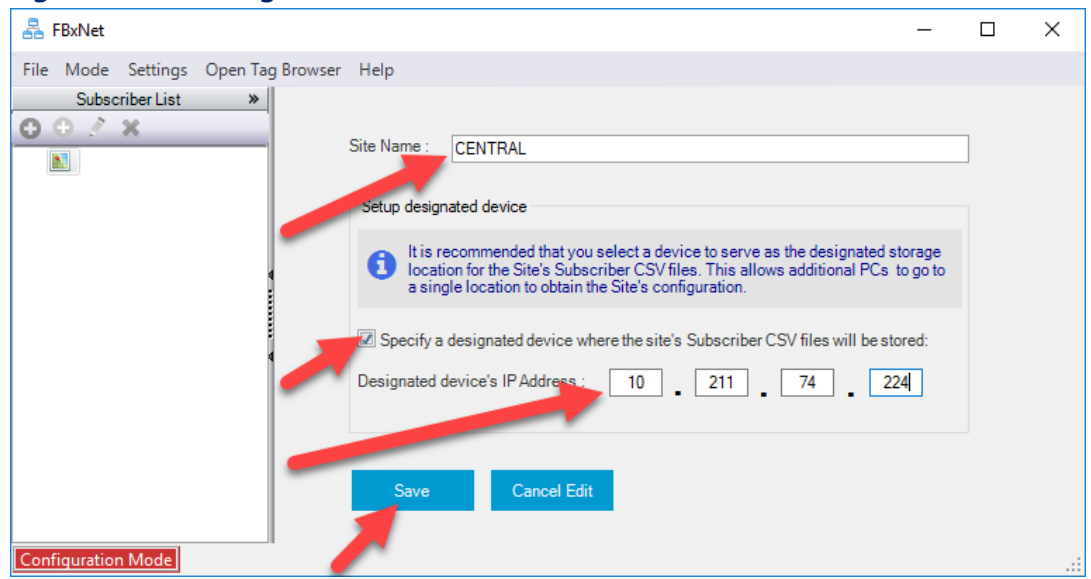 FBxNet
File Mode Settings Open Tag Browser Help
Subscriber List »
Site Name : CENTRAL
Setup designated device
It is recommended that you select a device to serve as the designated storage
location for the Site's Subscriber CSV files. This allows additional PCs to go to
a single location to obtain the Site's configuration.
Specify a designated device where the site's Subscriber CSV files will be stored:
Designated device's IP Address : 10 . 211 . 74 . 224
Save Cancel Edit
Configuration Mode